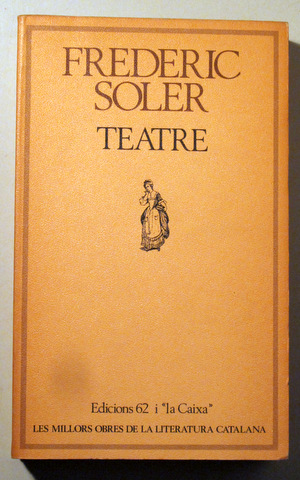 FREDERIC
SOLER
TEATRE
Edicions 62 i "la Caixa"
LES MILLORS OBRES DE LA LITERATURA CATALANA